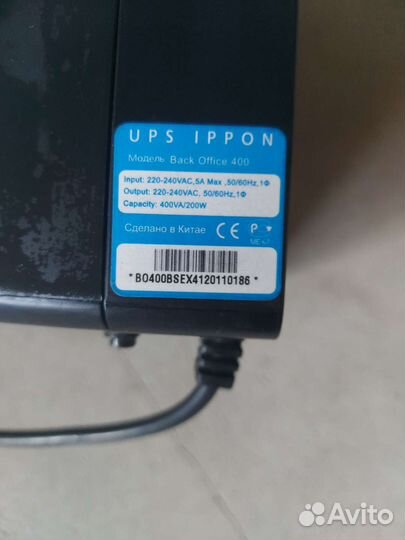 UPS IPPON
Модель Back Office 400
Input: 220-240VAC,5A Max ,50/60Hz,1Ф
Output: 220-240VAC, 50/60Hz,1Ф
Capacity: 400VA/200W
Сделано в Китае CE P
* BO400BSEX4120110186 *
Avito